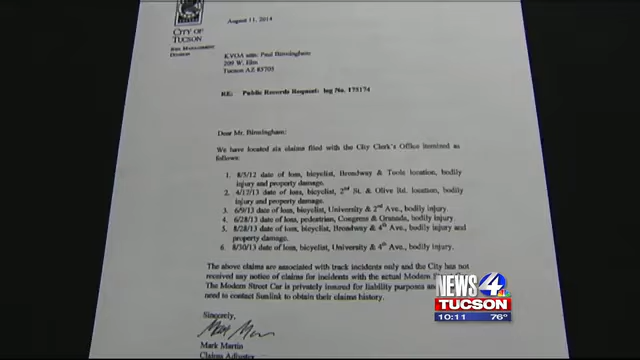 August 11, 2014
CITY OF
TUCSON
RISK MANAGEMENT
DIVISION
KVOA attn: Paul Birmingham
209 W. Elm
Tucson AZ 85705
RE: Public Records Request: log No. 175174
Dear Mr. Birmingham:
We have located six claims filed with the City Clerk's Office itemized as
follows:
1. 8/5/12 date of loss, bicyclist, Broadway & Toole location, bodily
injury and property damage.
2. 4/12/13 date of loss, bicyclist, 2nd St. & Olive Rd. location, bodily
injury and property damage.
3. 6/9/13 date of loss, bicyclist, University & 2nd Ave., bodily injury.
4. 6/28/13 date of loss, pedestrian, Congress & Granada, bodily injury.
5. 8/28/13 date of loss, bicyclist, Broadway & 4th Ave., bodily injury and
property damage.
6. 8/30/13 date of loss, bicyclist, University & 4th Ave., bodily injury.
The above claims are associated with track incidents only and the City has not
received any notice of claims for incidents with the actual Modern
The Modern Street Car is privately insured for liability purposes an
need to contact Sunlink to obtain their claims history.
Sincerely,
Mark Martin
Claims Adjuster
NEWS 4
TUCSON
10:11 76°